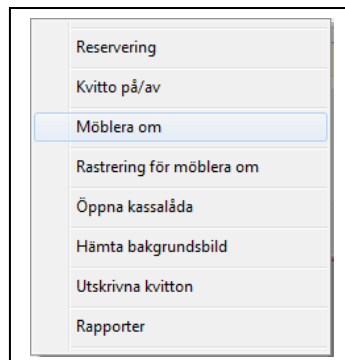 Reservering
Kvitto på/av
Möblera om
Rastrering för möblera om
Öppna kassalåda
Hämta bakgrundsbild
Utskrivna kvitton
Rapporter